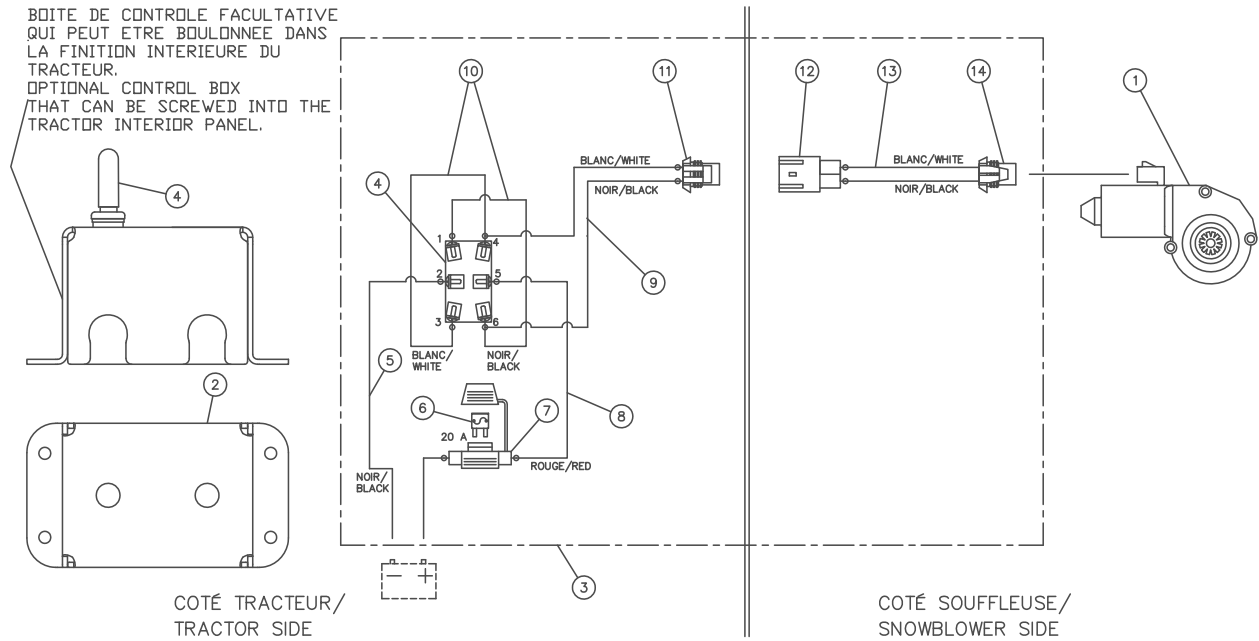 BOITE DE CONTROLE FACULTATIVE
QUI PEUT ETRE BOULONNEE DANS
LA FINITION INTERIEURE DU
TRACTEUR.
OPTIONAL CONTROL BOX
THAT CAN BE SCREWED INTO THE
TRACTOR INTERIOR PANEL.
10
11
12
13
14
1
BLANC/WHITE
NOIR/BLACK
BLANC/WHITE
NOIR/BLACK
4
4
1
4
2
5
3
6
9
BLANC/
WHITE
NOIR/
BLACK
5
2
6
7
8
20 A
ROUGE/RED
NOIR/
BLACK
- +
3
COTÉ TRACTEUR/
TRACTOR SIDE
COTÉ SOUFFLEUSE/
SNOWBLOWER SIDE